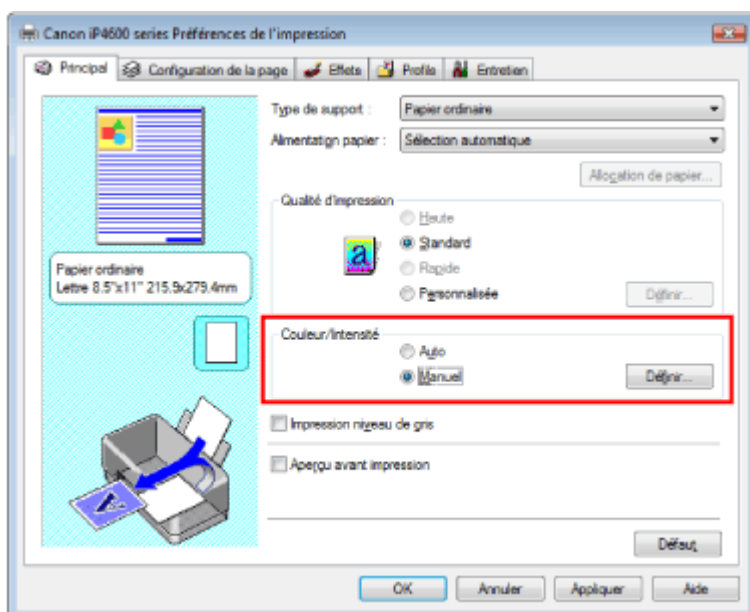 Canon iP4600 series Préférences de l'impression
Principal Configuration de la page Effets Profils Entretien
Type de support : Papier ordinaire
Alimentation papier : Sélection automatique
Allocation de papier...
Qualité d'impression
Haute
a
Standard
Rapide
Personnalisée Définir...
Papier ordinaire
Lettre 8.5"x11" 215.9x279.4mm
Couleur/Intensité
Auto
Manuel Définir...
Impression niveau de gris
Aperçu avant impression
Défaut
OK Annuler Appliquer Aide